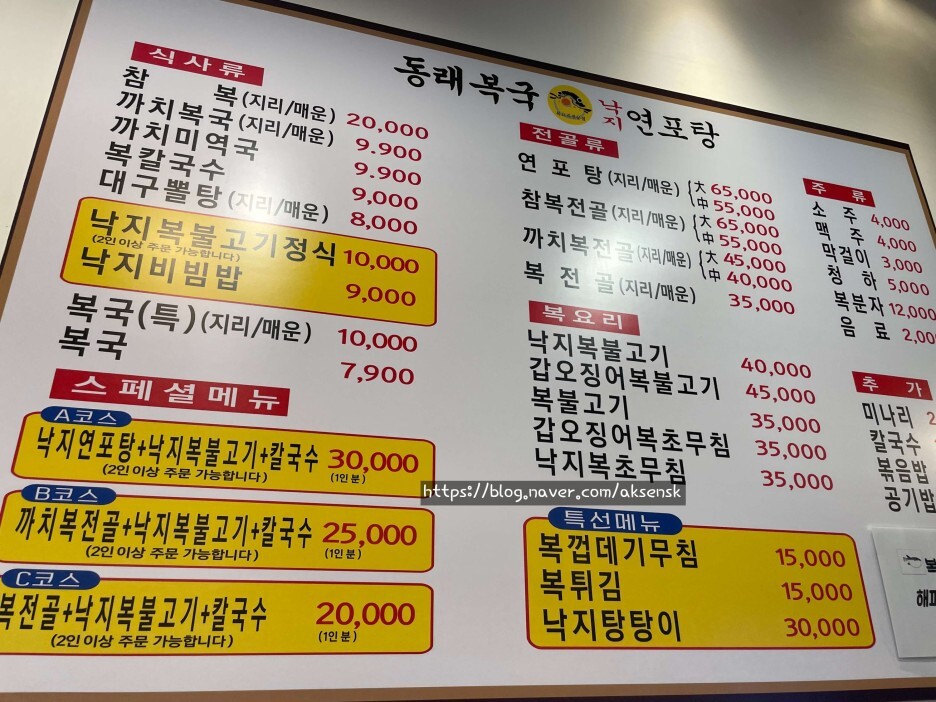 동래복국 낙지 연포탕
식사류
참 복(지리/매운) 20,000
까치복국(지리/매운) 9.900
까치미역국 9.900
복칼국수 9,000
대구뽈탕(지리/매운) 8,000
낙지복불고기정식 10,000
(2인이상 주문 가능합니다)
낙지비빔밥 9,000
복국(특)(지리/매운) 10,000
복국 7,900
스페셜메뉴
A코스
낙지연포탕+낙지복불고기+칼국수 30,000
(2인 이상 주문 가능합니다) (1인분)
B코스
까치복전골+낙지복불고기+칼국수 25,000
(2인 이상 주문 가능합니다) (1인분)
C코스
복전골+낙지복불고기+칼국수 20,000
(2인 이상 주문 가능합니다) (1인분)
전골류
연포탕(지리/매운) 大 65,000
中 55,000
참복전골(지리/매운) 大 65,000
中 55,000
까치복전골(지리/매운) 大 45,000
中 40,000
복전골(지리/매운) 35,000
복요리
낙지복불고기 40,000
갑오징어복불고기 45,000
복불고기 35,000
갑오징어복초무침 35,000
낙지복초무침 35,000
특선메뉴
복껍데기무침 15,000
복튀김 15,000
낙지탕탕이 30,000
주류
소주 4,000
맥주 4,000
막걸이 3,000
청하 5,000
복분자 12,000
음료 2,00
추가
미나리 2
칼국수
볶음밥
공기밥
https://blog.naver.com/aksensk